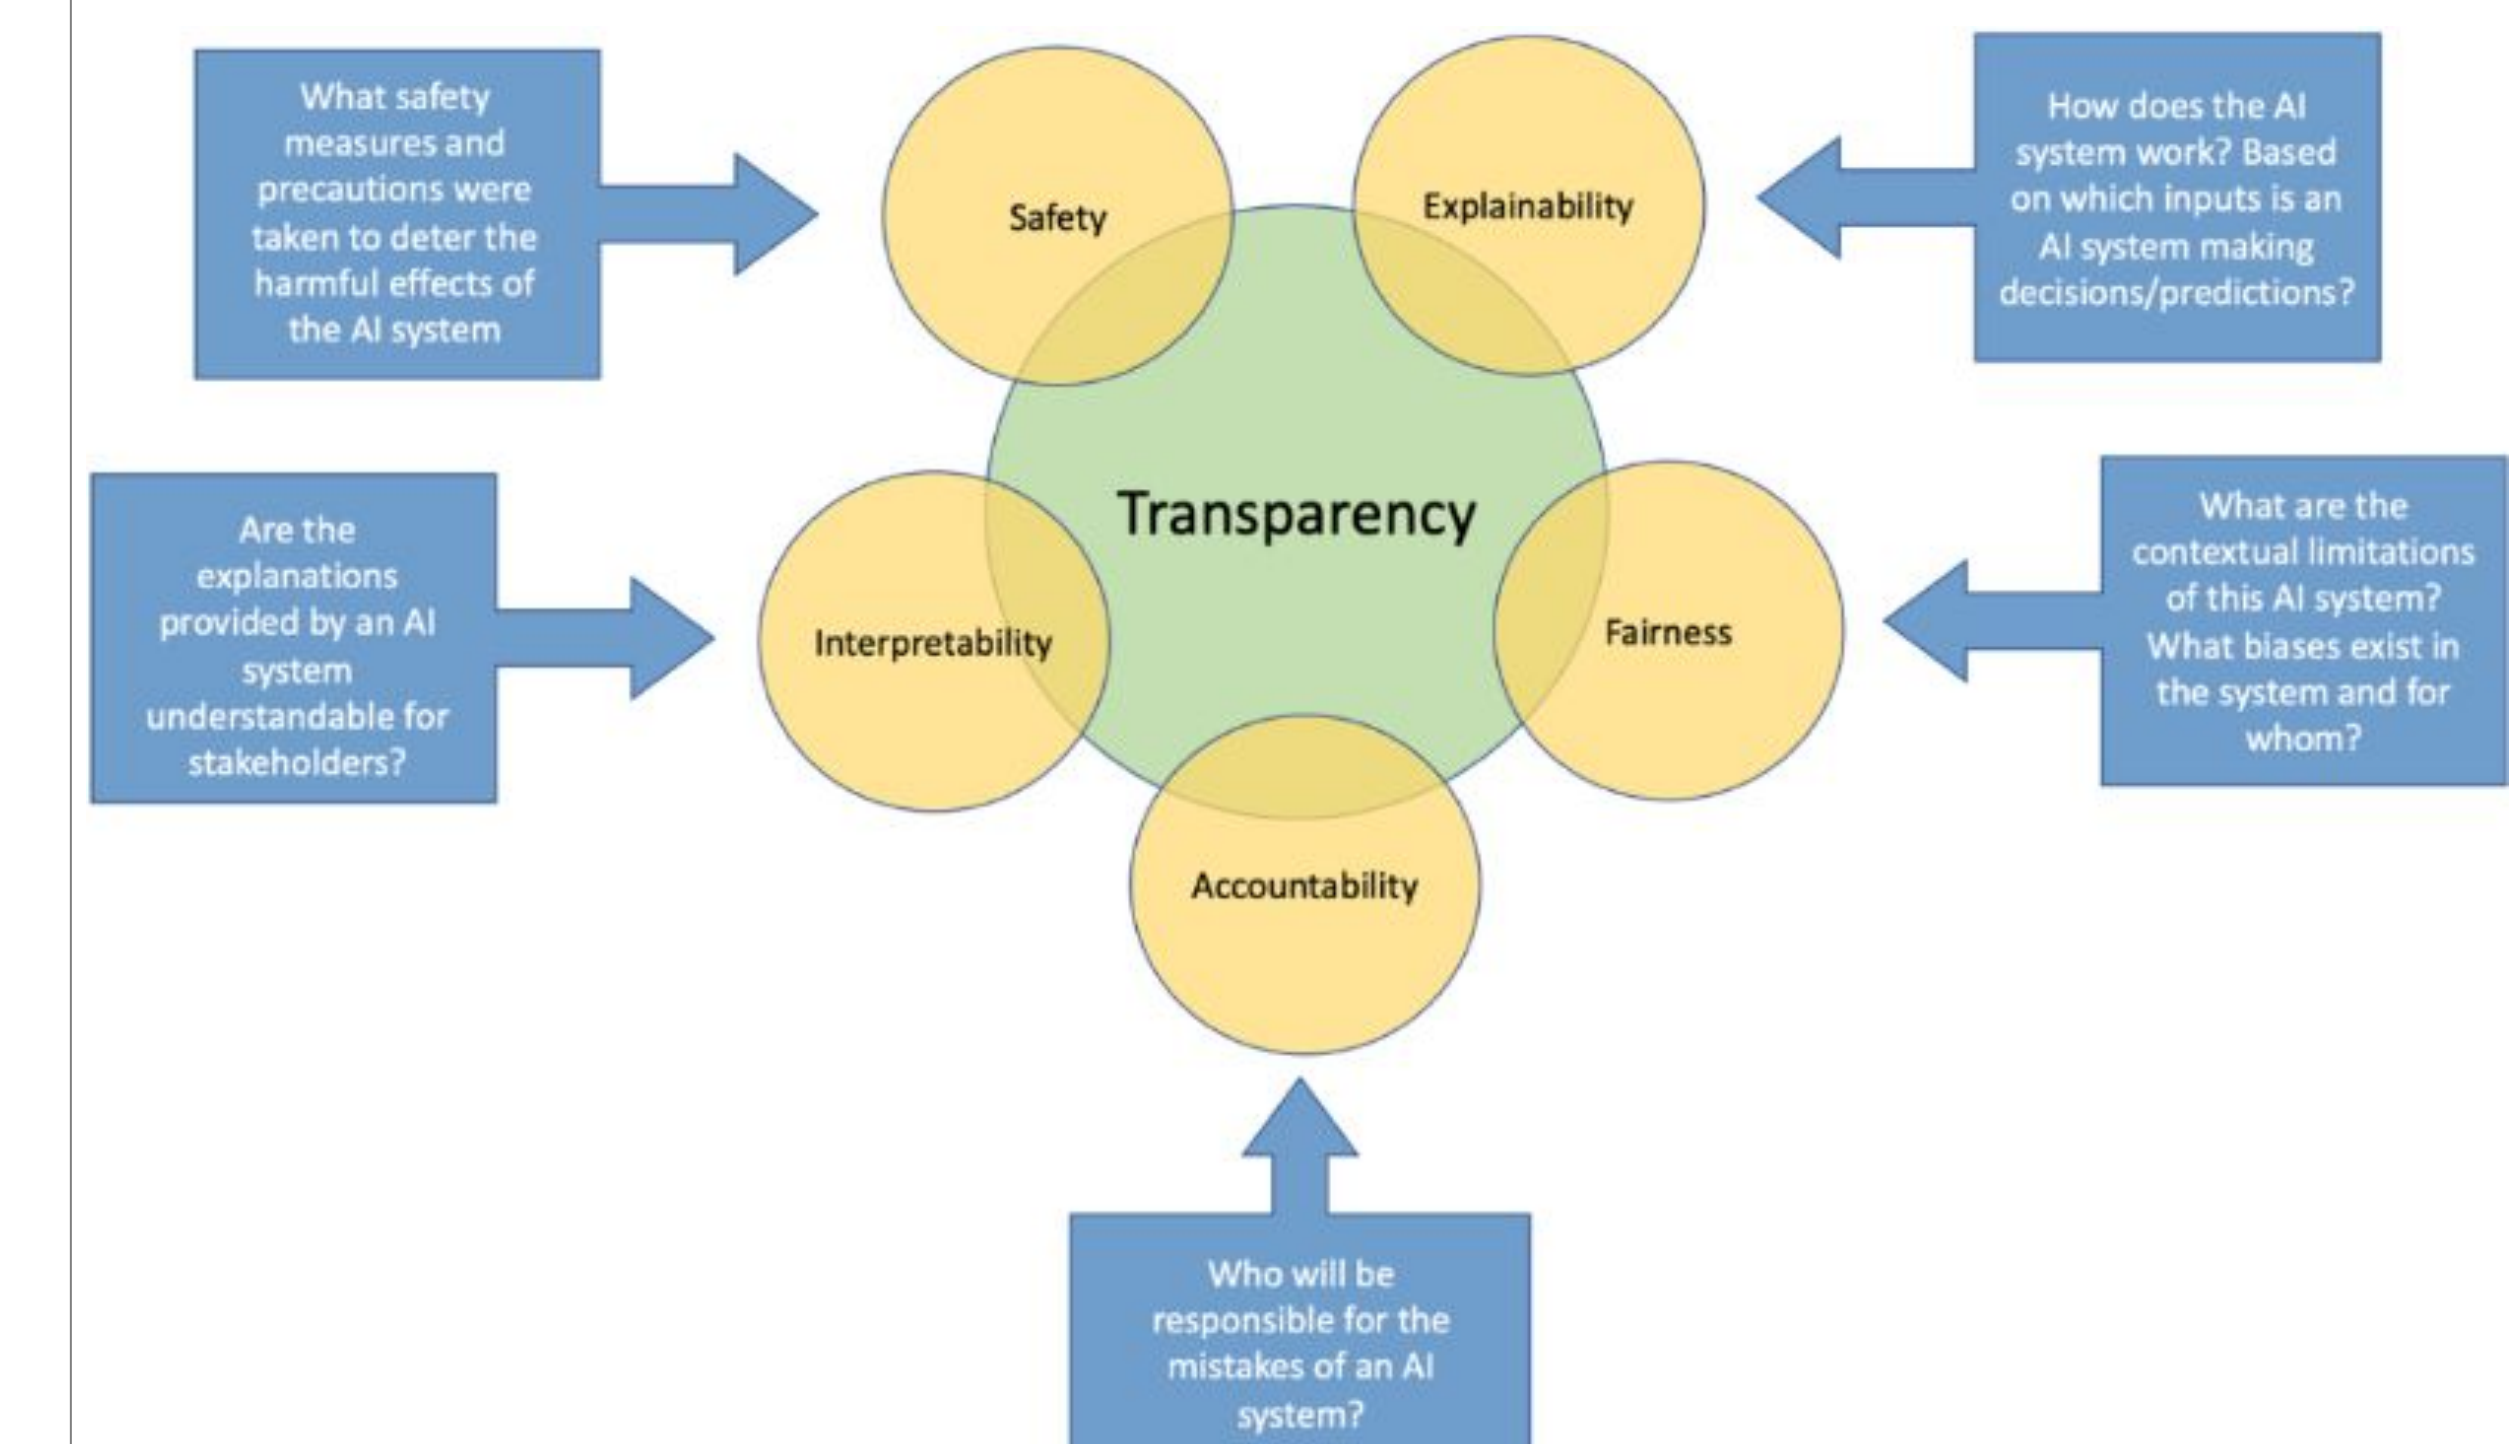 What safety
measures and
precautions were
taken to deter the
harmful effects of
the AI system
Safety
Explainability
How does the AI
system work? Based
on which inputs is an
AI system making
decisions/predictions?
Are the
explanations
provided by an AI
system
understandable for
stakeholders?
Interpretability
Transparency
Fairness
What are the
contextual limitations
of this AI system?
What biases exist in
the system and for
whom?
Accountability
Who will be
responsible for the
mistakes of an AI
system?